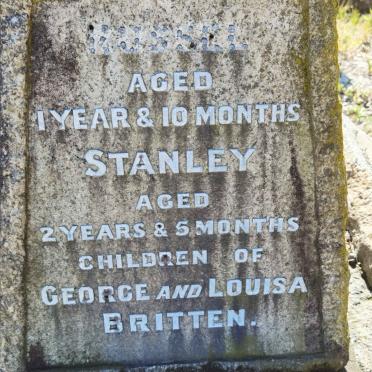 RUSSEL
AGED
1 YEAR & 10 MONTHS
STANLEY
AGED
2 YEARS & 5 MONTHS
CHILDREN OF
GEORGE AND LOUISA
BRITTEN.